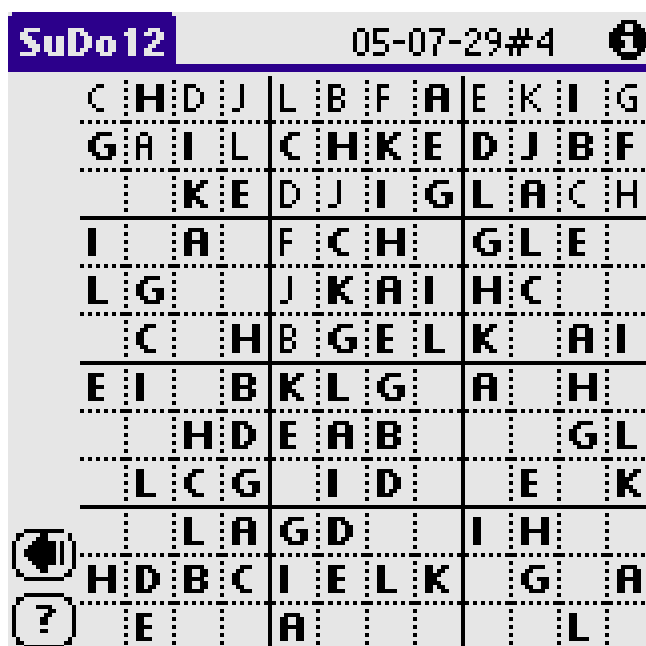 SuDo12 05-07-29#4
C H D J L B F A E K I G
G A I L C H K E D J B F
K E D J I G L A C H
I A F C H G L E
L G J K A I H C
C H B G E L K A I
E I B K L G A H
H D E A B G L
L C G I D E K
L A G D I H
H D B C I E L K G A
E A L
?